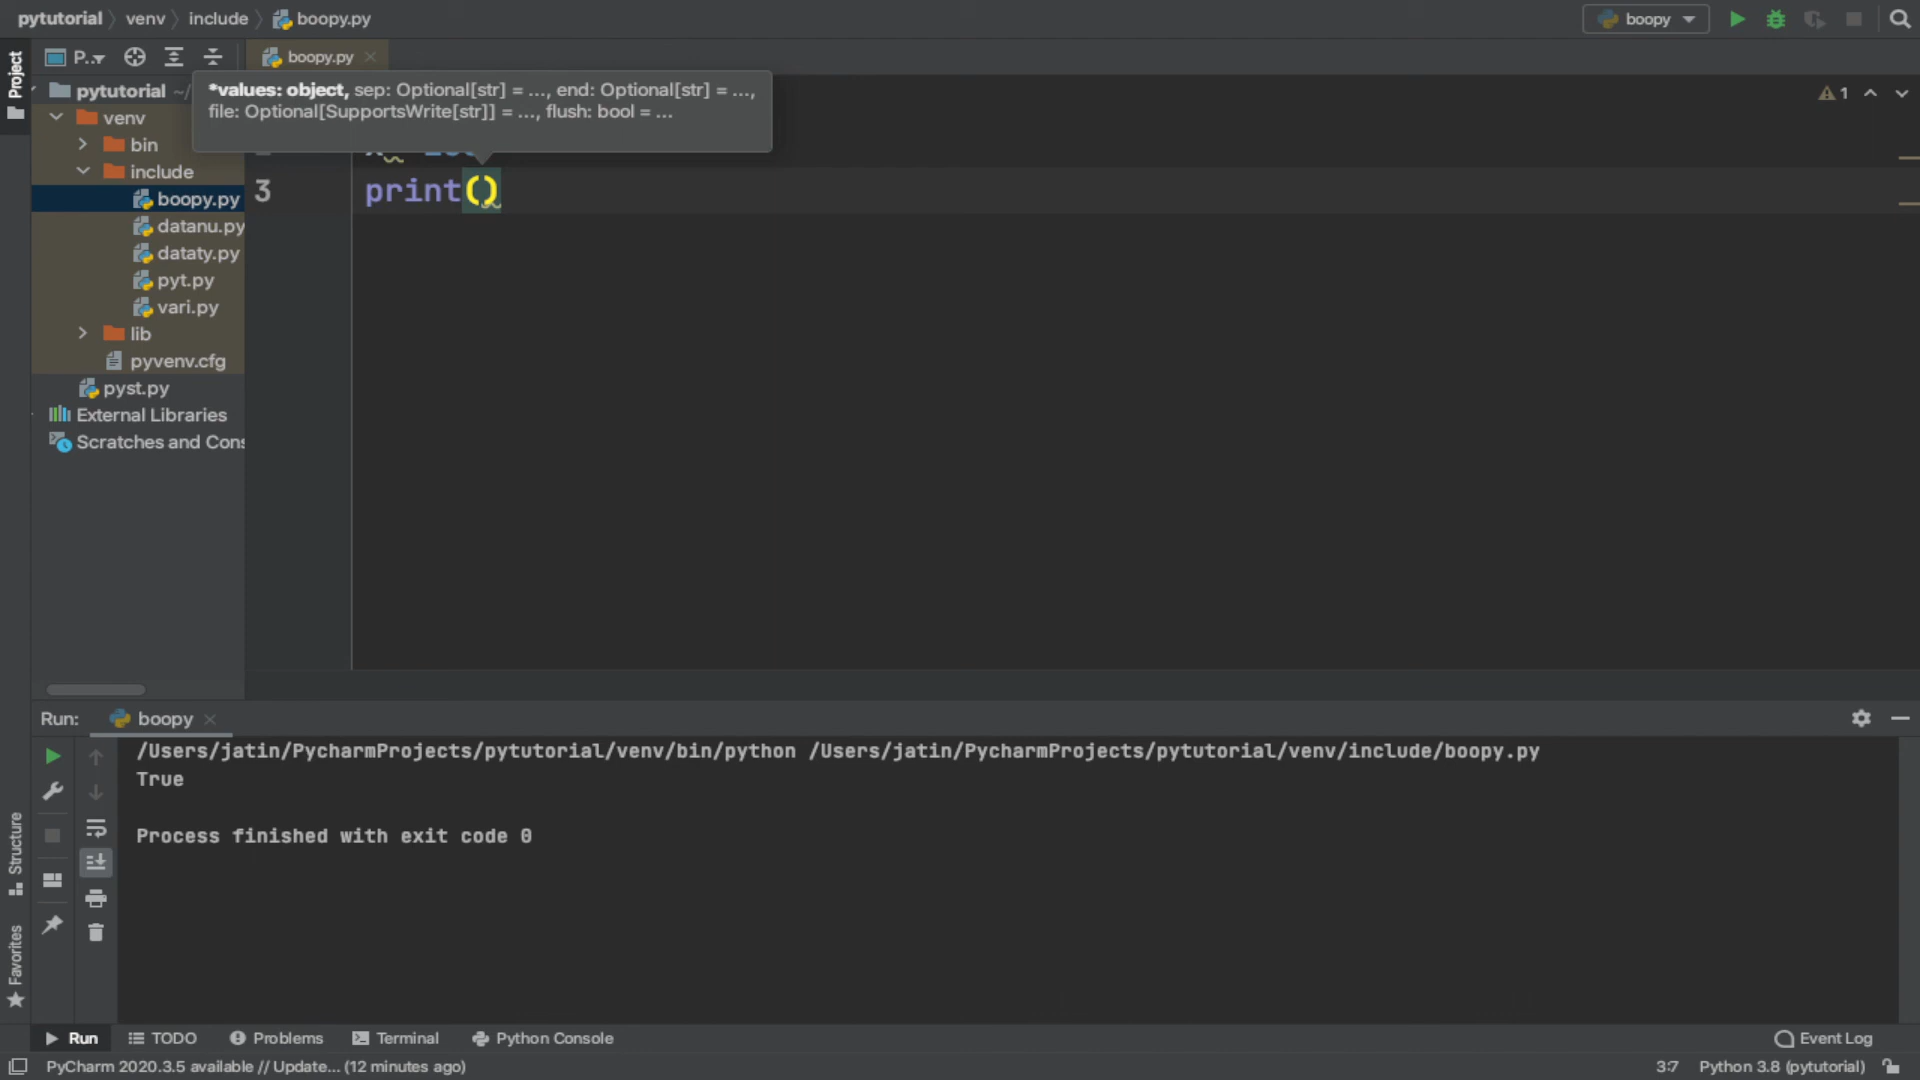 pytutorial venv include boopy.py
boopy
Project
P..
boopy.py
pytutorial ~/
*values: object, sep: Optional[str] = ..., end: Optional[str] = ...,
file: Optional[SupportsWrite[str]] = ..., flush: bool = ...
1
venv
bin
include
boopy.py
3 print()
datanu.py
dataty.py
pyt.py
vari.py
lib
pyvenv.cfg
pyst.py
External Libraries
Scratches and Cons
Run: boopy
/Users/jatin/PycharmProjects/pytutorial/venv/bin/python /Users/jatin/PycharmProjects/pytutorial/venv/include/boopy.py
True
Process finished with exit code 0
Structure
Favorites
Run TODO Problems Terminal Python Console Event Log
PyCharm 2020.3.5 available // Update... (12 minutes ago) 3:7 Python 3.8 (pytutorial)